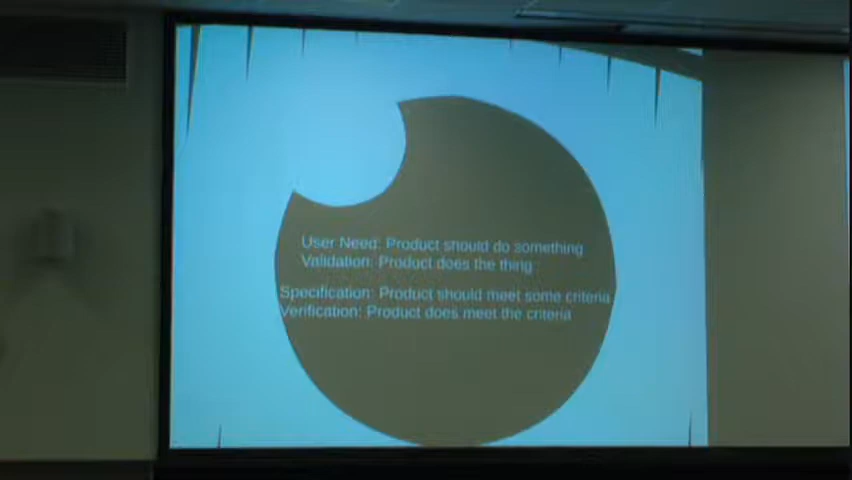 User Need: Product should do something
Validation: Product does the thing
Specification: Product should meet some criteria
Verification: Product does meet the criteria